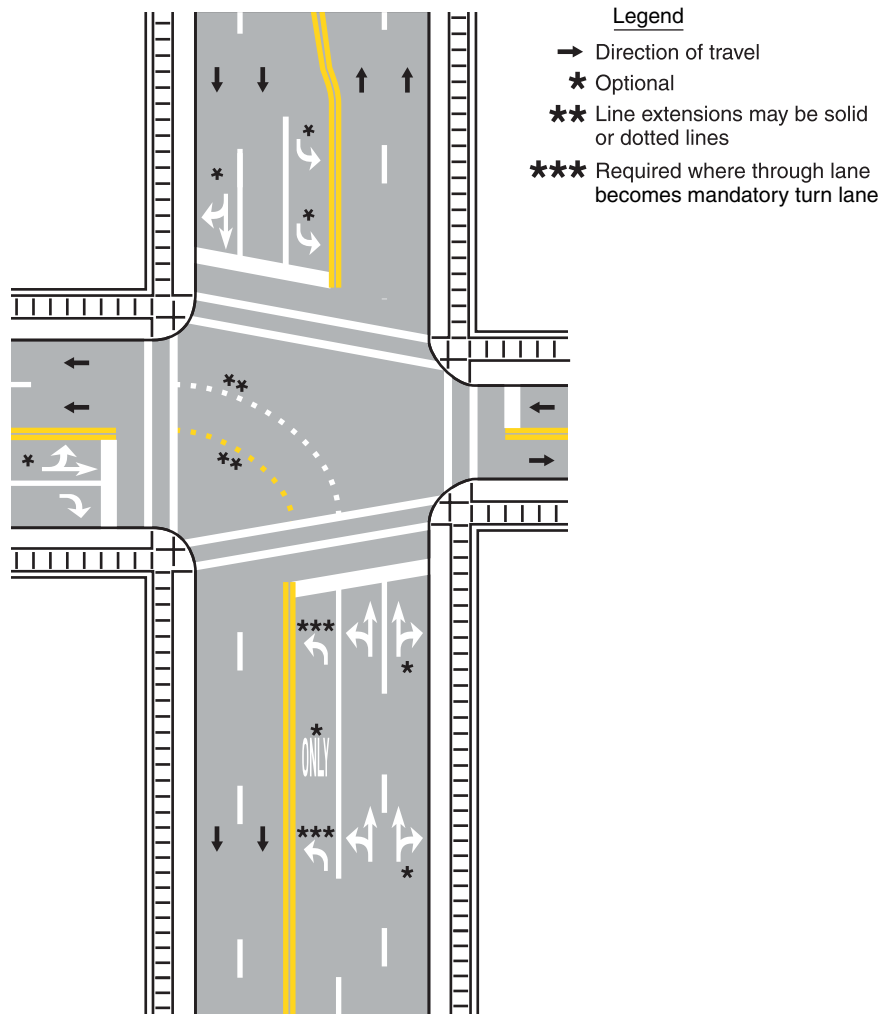 Legend
Direction of travel
* Optional
** Line extensions may be solid
or dotted lines
*** Required where through lane
becomes mandatory turn lane
*
*
*
**
*
**
***
*
*
ONLY
***
*